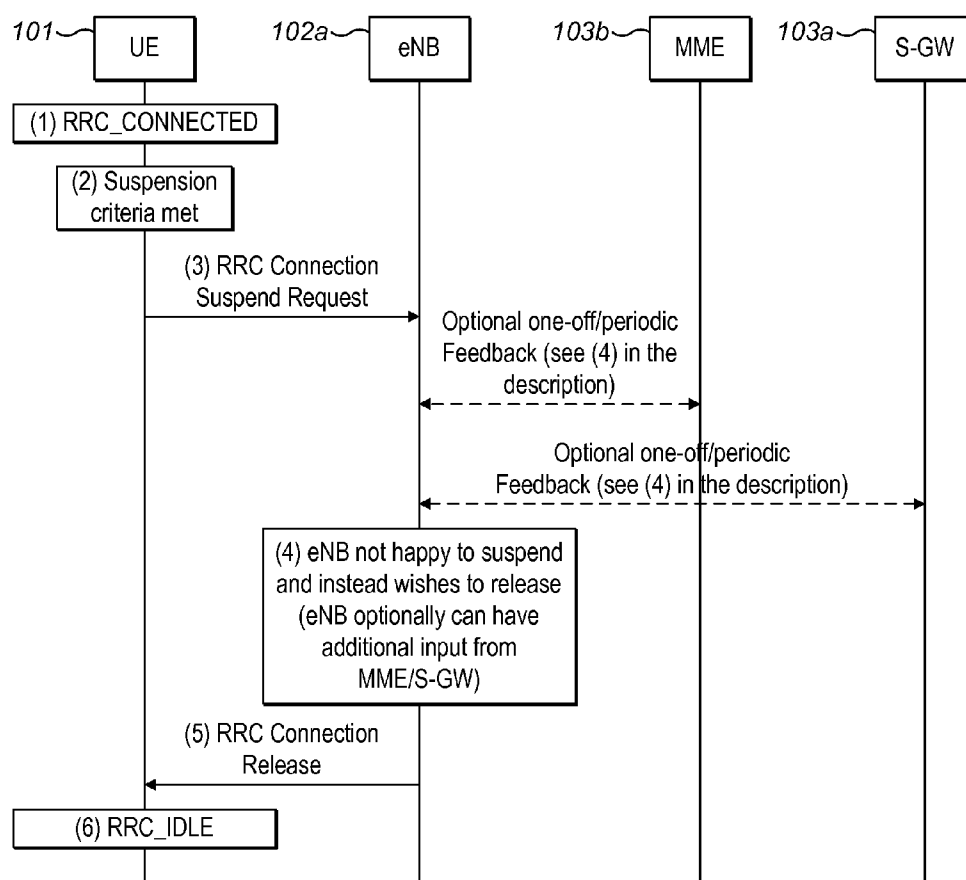 101
UE
102a
eNB
103b
MME
103a
S-GW
(1) RRC_CONNECTED
(2) Suspension
criteria met
(3) RRC Connection
Suspend Request
Optional one-off/periodic
Feedback (see (4) in the
description)
Optional one-off/periodic
Feedback (see (4) in the description)
(4) eNB not happy to suspend
and instead wishes to release
(eNB optionally can have
additional input from
MME/S-GW)
(5) RRC Connection
Release
(6) RRC_IDLE